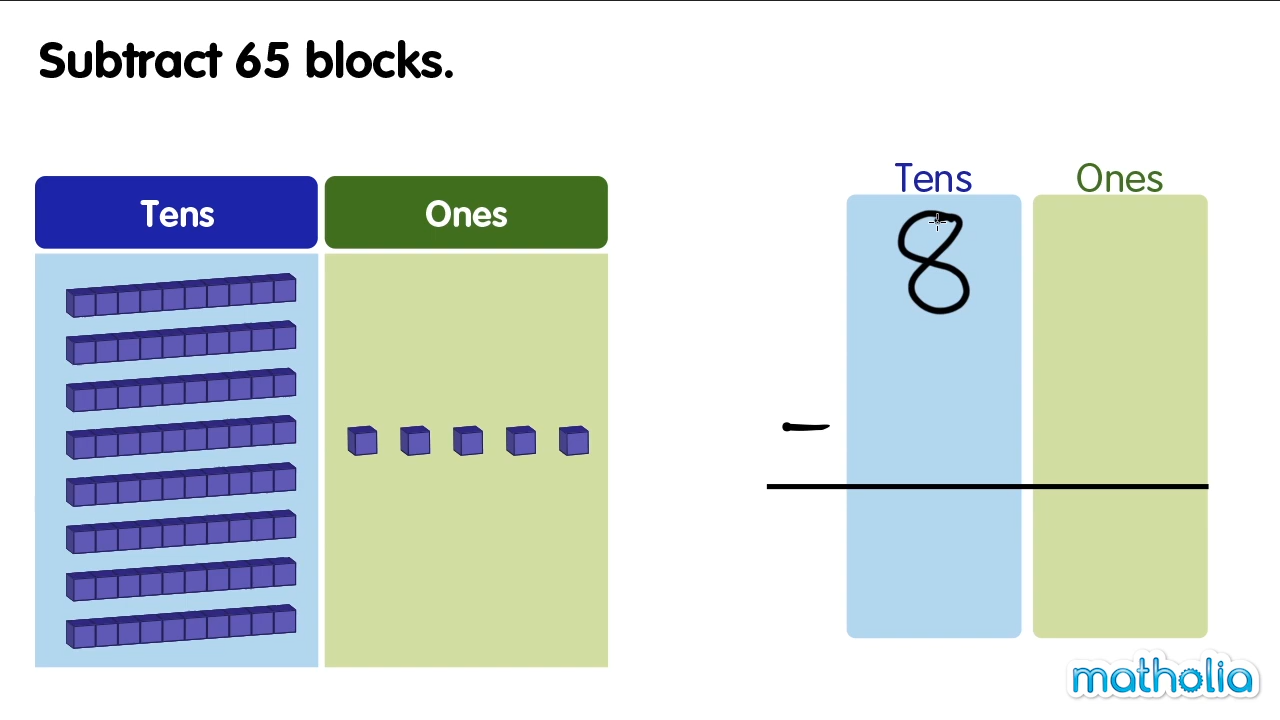 Subtract 65 blocks.
Tens Ones
Tens Ones
8
−
matholia